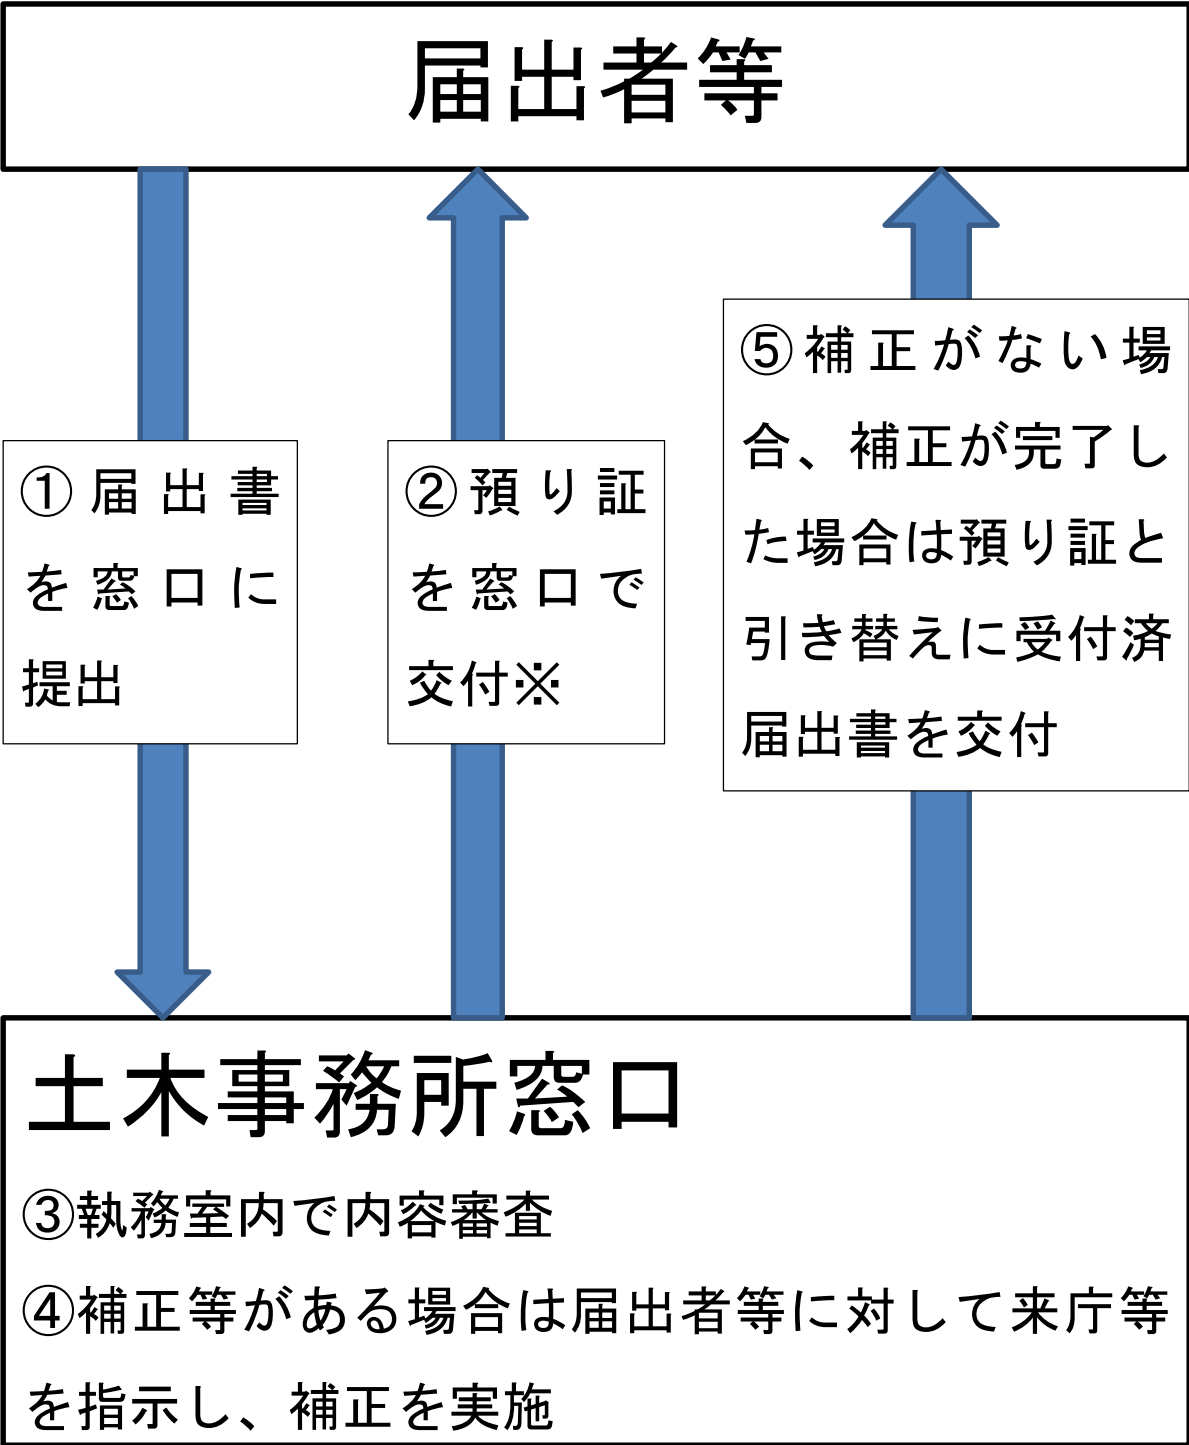 届出者等
①届出書
を窓口に
提出
②預り証
を窓口で
交付※
⑤補正がない場
合、補正が完了し
た場合は預り証と
引き替えに受付済
届出書を交付
土木事務所窓口
③執務室内で内容審査
④補正等がある場合は届出者等に対して来庁等
を指示し、補正を実施